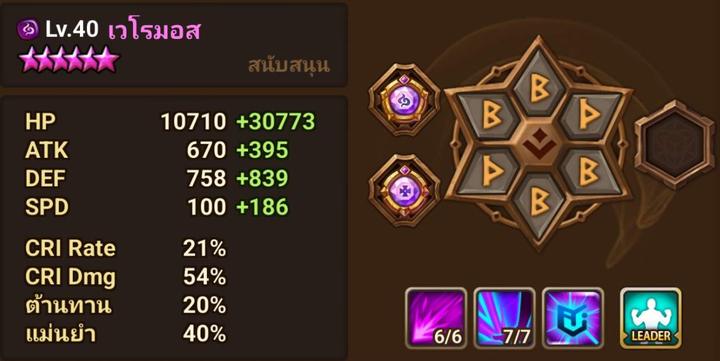 Lv.40 เวโรมอส
สนับสนุน
HP 10710 +30773
ATK 670 +395
DEF 758 +839
SPD 100 +186
CRI Rate 21%
CRI Dmg 54%
ต้านทาน 20%
แม่นยำ 40%
6/6 7/7 LEADER